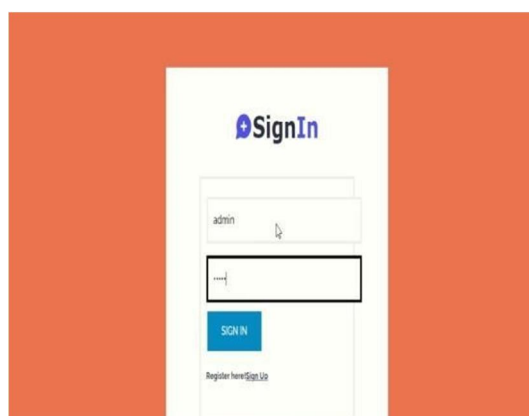 SignIn
admin
•••••
SIGN IN
Register here!Sign Up